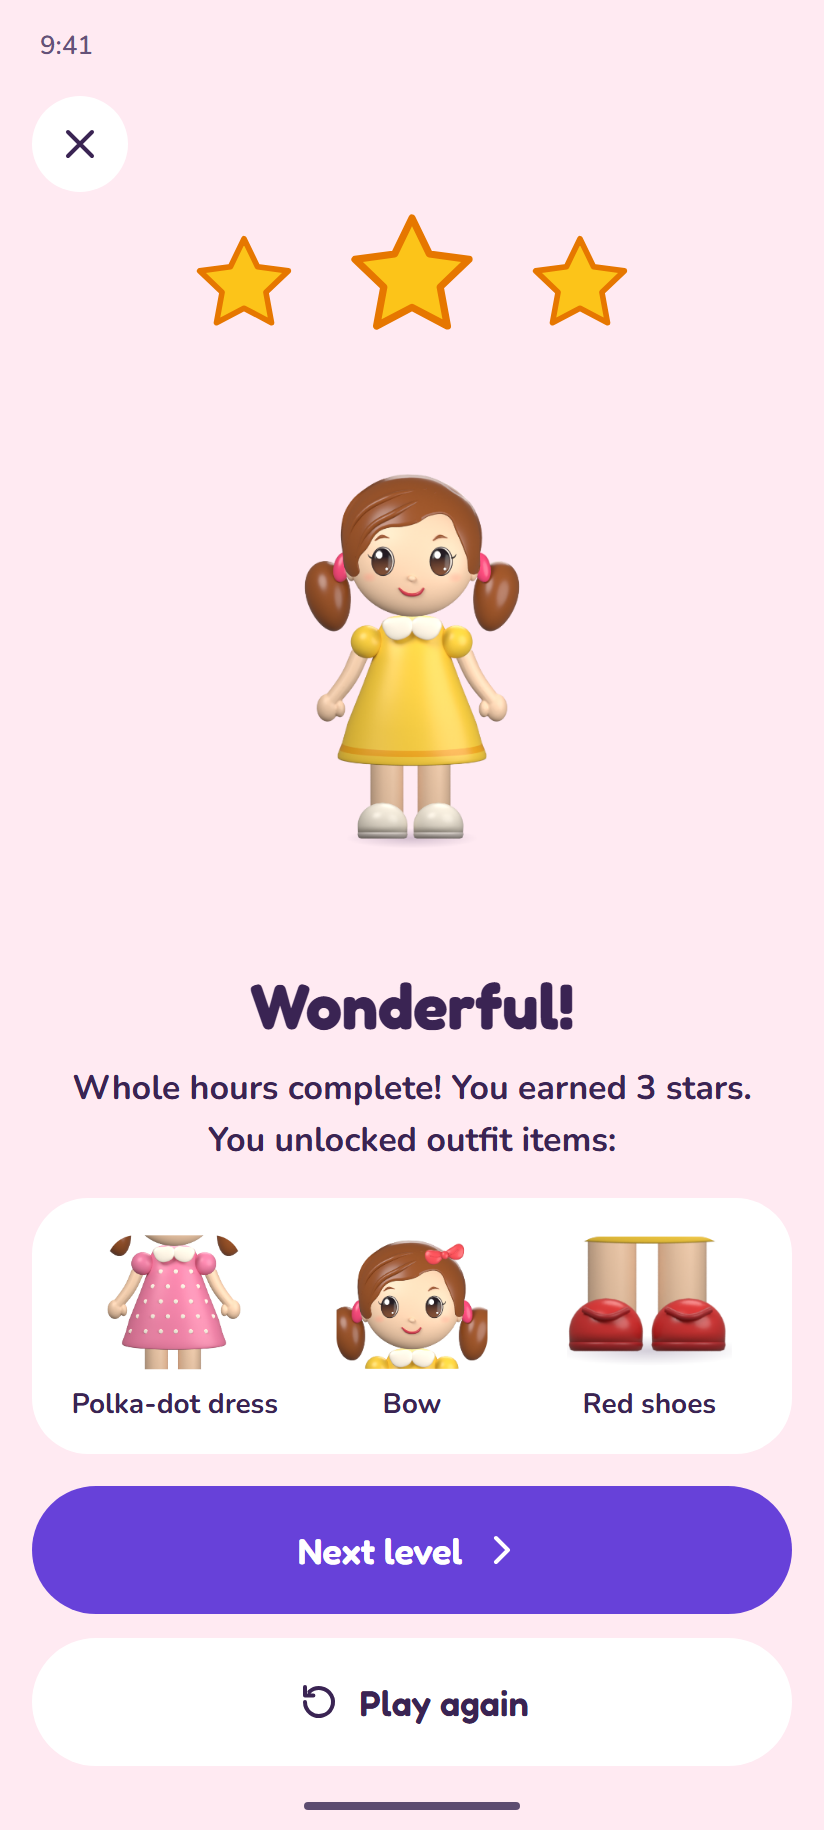 9:41
Wonderful!
Whole hours complete! You earned 3 stars.
You unlocked outfit items:
Polka-dot dress
Bow
Red shoes
Next level
Play again